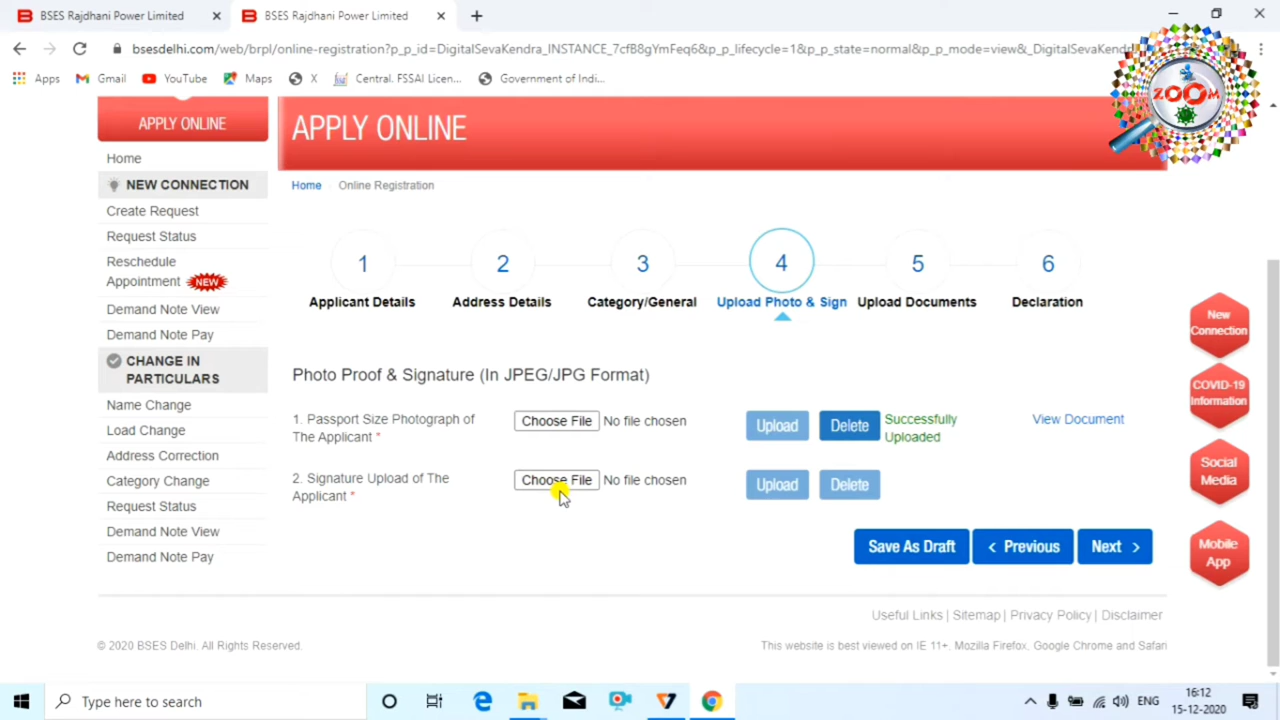 BSES Rajdhani Power Limited
BSES Rajdhani Power Limited
bsesdelhi.com/web/brpl/online-registration?p_p_id=DigitalSevaKendra_INSTANCE_7cfB8gYmFeq6&p_p_lifecycle=1&p_p_state=normal&p_p_mode=view&_DigitalSevaKendr
Apps
Gmail
YouTube
Maps
X
Central. FSSAI Licen...
Government of Indi...
ZOOM
APPLY ONLINE
Home
NEW CONNECTION
Create Request
Request Status
Reschedule
Appointment NEW
Demand Note View
Demand Note Pay
CHANGE IN
PARTICULARS
Name Change
Load Change
Address Correction
Category Change
Request Status
Demand Note View
Demand Note Pay
APPLY ONLINE
Home Online Registration
1 2 3 4 5 6
Applicant Details Address Details Category/General Upload Photo & Sign Upload Documents Declaration
Photo Proof & Signature (In JPEG/JPG Format)
1. Passport Size Photograph of
The Applicant *
Choose File No file chosen
Upload Delete
Successfully
Uploaded
View Document
2. Signature Upload of The
Applicant *
Choose File No file chosen
Upload Delete
Save As Draft
< Previous
Next >
New
Connection
COVID-19
Information
Social
Media
Mobile
App
Useful Links | Sitemap | Privacy Policy | Disclaimer
© 2020 BSES Delhi. All Rights Reserved.
This website is best viewed on IE 11+, Mozilla Firefox, Google Chrome and Safari
Type here to search
ENG
16:12
15-12-2020